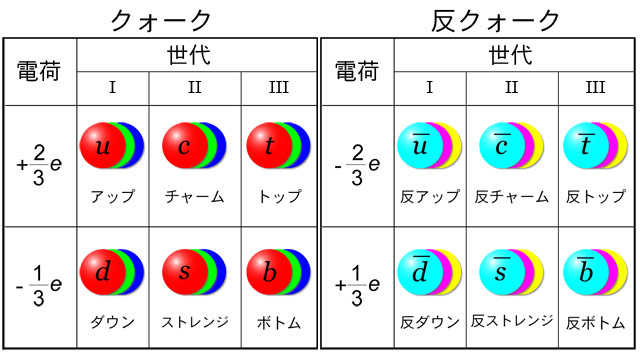 クォーク 反クォーク
電荷 世代 電荷 世代
I II III I II III
+2/3e u c t -2/3e u̅ c̅ t̅
アップ チャーム トップ 反アップ 反チャーム 反トップ
-1/3e d s b +1/3e d̅ s̅ b̅
ダウン ストレンジ ボトム 反ダウン 反ストレンジ 反ボトム